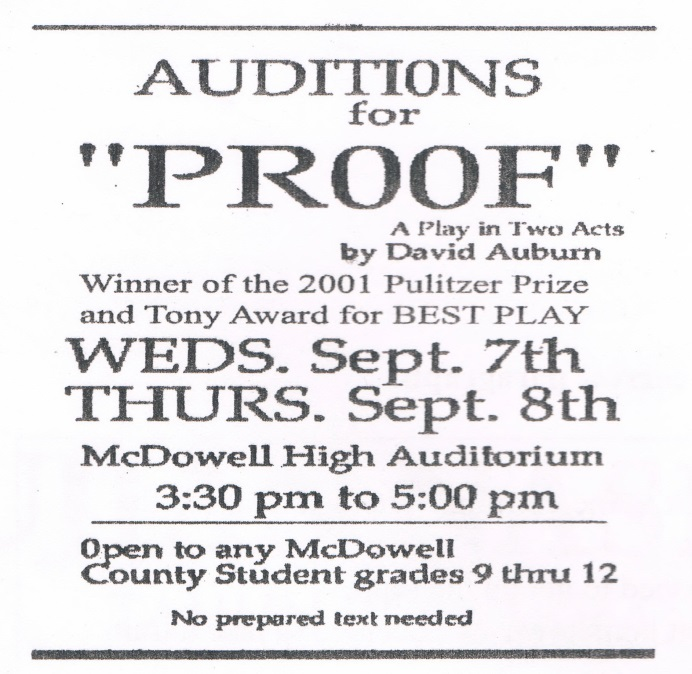 AUDITIONS
for
"PROOF"
A Play in Two Acts
by David Auburn
Winner of the 2001 Pulitzer Prize
and Tony Award for BEST PLAY
WEDS. Sept. 7th
THURS. Sept. 8th
McDowell High Auditorium
3:30 pm to 5:00 pm
Open to any McDowell
County Student grades 9 thru 12
No prepared text needed